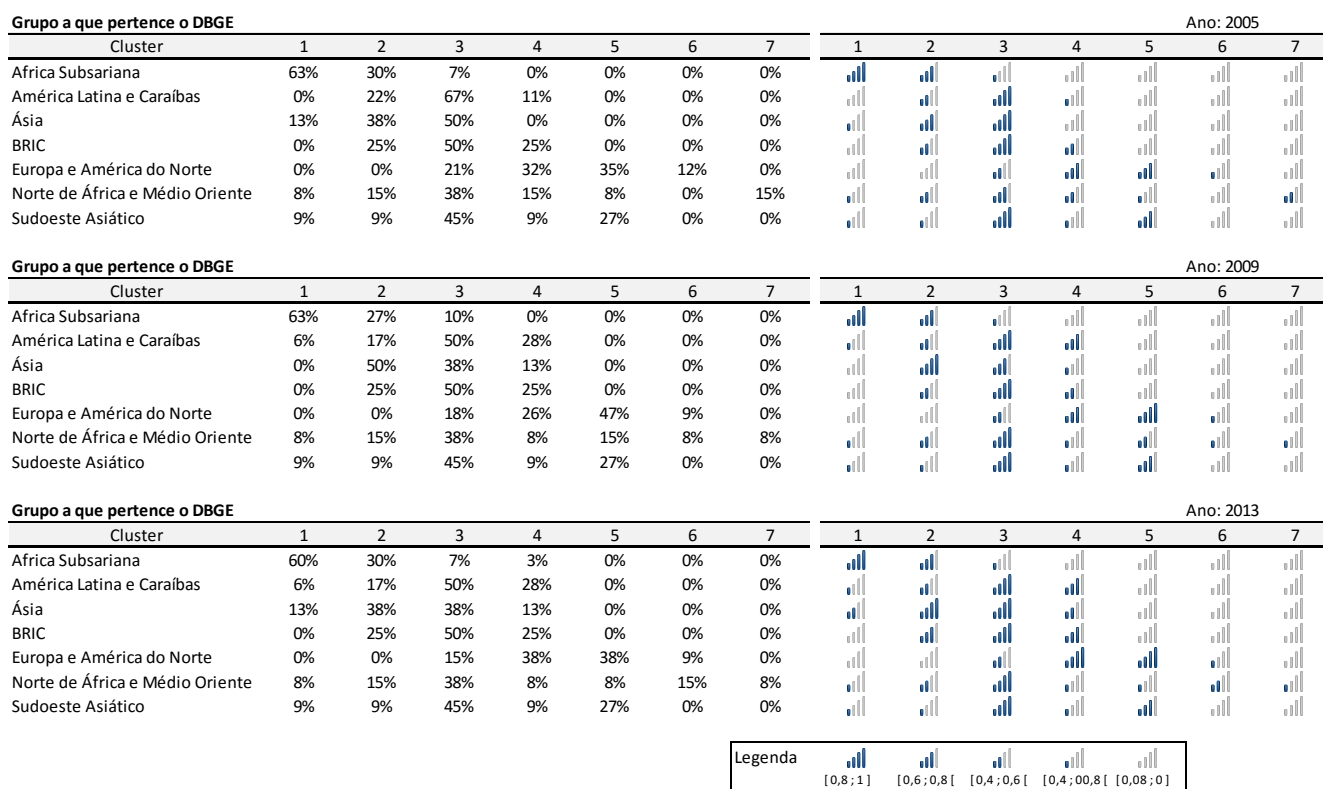 Grupo a que pertence o DBGE Ano: 2005
Cluster 1 2 3 4 5 6 7 1 2 3 4 5 6 7
Africa Subsariana 63% 30% 7% 0% 0% 0% 0%
América Latina e Caraíbas 0% 22% 67% 11% 0% 0% 0%
Ásia 13% 38% 50% 0% 0% 0% 0%
BRIC 0% 25% 50% 25% 0% 0% 0%
Europa e América do Norte 0% 0% 21% 32% 35% 12% 0%
Norte de África e Médio Oriente 8% 15% 38% 15% 8% 0% 15%
Sudoeste Asiático 9% 9% 45% 9% 27% 0% 0%
Grupo a que pertence o DBGE Ano: 2009
Cluster 1 2 3 4 5 6 7 1 2 3 4 5 6 7
Africa Subsariana 63% 27% 10% 0% 0% 0% 0%
América Latina e Caraíbas 6% 17% 50% 28% 0% 0% 0%
Ásia 0% 50% 38% 13% 0% 0% 0%
BRIC 0% 25% 50% 25% 0% 0% 0%
Europa e América do Norte 0% 0% 18% 26% 47% 9% 0%
Norte de África e Médio Oriente 8% 15% 38% 8% 15% 8% 8%
Sudoeste Asiático 9% 9% 45% 9% 27% 0% 0%
Grupo a que pertence o DBGE Ano: 2013
Cluster 1 2 3 4 5 6 7 1 2 3 4 5 6 7
Africa Subsariana 60% 30% 7% 3% 0% 0% 0%
América Latina e Caraíbas 6% 17% 50% 28% 0% 0% 0%
Ásia 13% 38% 38% 13% 0% 0% 0%
BRIC 0% 25% 50% 25% 0% 0% 0%
Europa e América do Norte 0% 0% 15% 38% 38% 9% 0%
Norte de África e Médio Oriente 8% 15% 38% 8% 8% 15% 8%
Sudoeste Asiático 9% 9% 45% 9% 27% 0% 0%
Legenda
[0,8;1] [0,6;0,8[ [0,4;0,6[ [0,4;00,8[ [0,08;0]